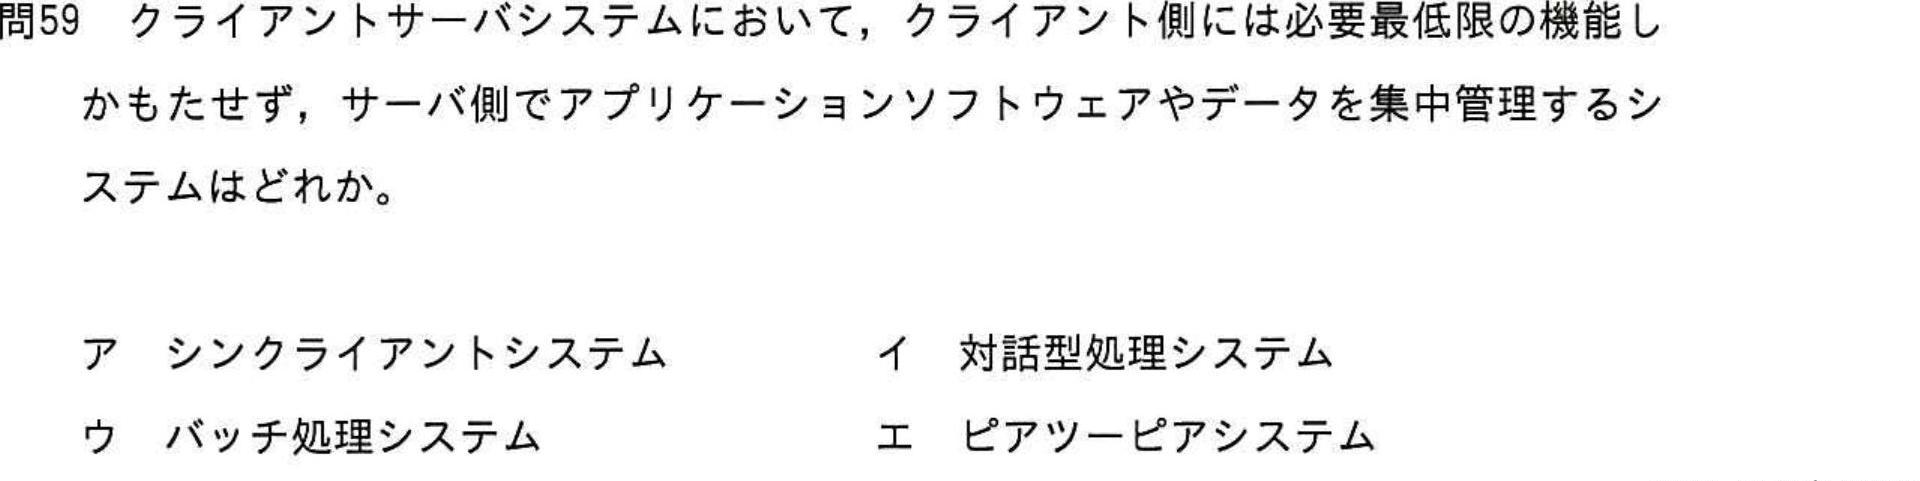 問59　クライアントサーバシステムにおいて，クライアント側には必要最低限の機能し
かもたせず，サーバ側でアプリケーションソフトウェアやデータを集中管理するシ
ステムはどれか。
ア　シンクライアントシステム　イ　対話型処理システム
ウ　バッチ処理システム　エ　ピアツーピアシステム